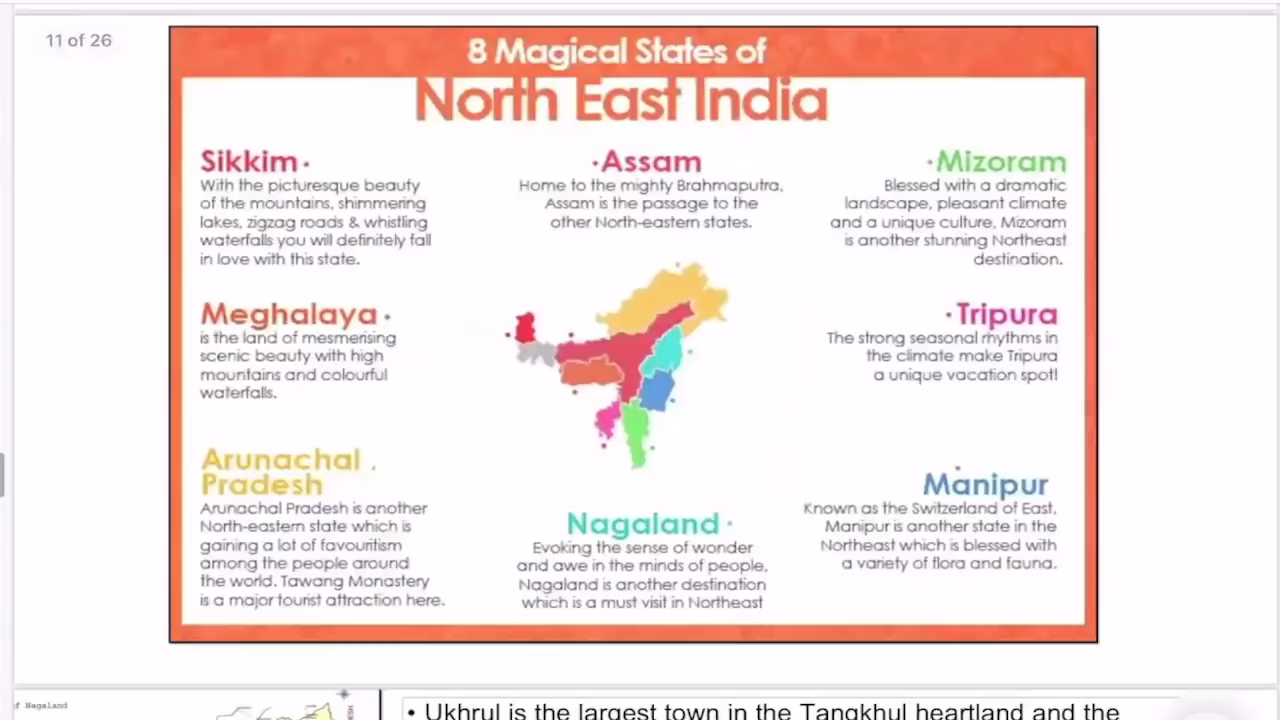 11 of 26
8 Magical States of
North East India
Sikkim
With the picturesque beauty
of the mountains, shimmering
lakes, zigzag roads & whistling
waterfalls you will definitely fall
in love with this state.
Assam
Home to the mighty Brahmaputra,
Assam is the passage to the
other North-eastern states.
Mizoram
Blessed with a dramatic
landscape, pleasant climate
and a unique culture, Mizoram
is another stunning Northeast
destination.
Meghalaya
is the land of mesmerising
scenic beauty with high
mountains and colourful
waterfalls.
Tripura
The strong seasonal rhythms in
the climate make Tripura
a unique vacation spot!
Arunachal
Pradesh
Arunachal Pradesh is another
North-eastern state which is
gaining a lot of favouritism
among the people around
the world. Tawang Monastery
is a major tourist attraction here.
Nagaland
Evoking the sense of wonder
and awe in the minds of people,
Nagaland is another destination
which is a must visit in Northeast
Manipur
Known as the Switzerland of East,
Manipur is another state in the
Northeast which is blessed with
a variety of flora and fauna.
of Nagaland
• Ukhrul is the largest town in the Tangkhul heartland and the